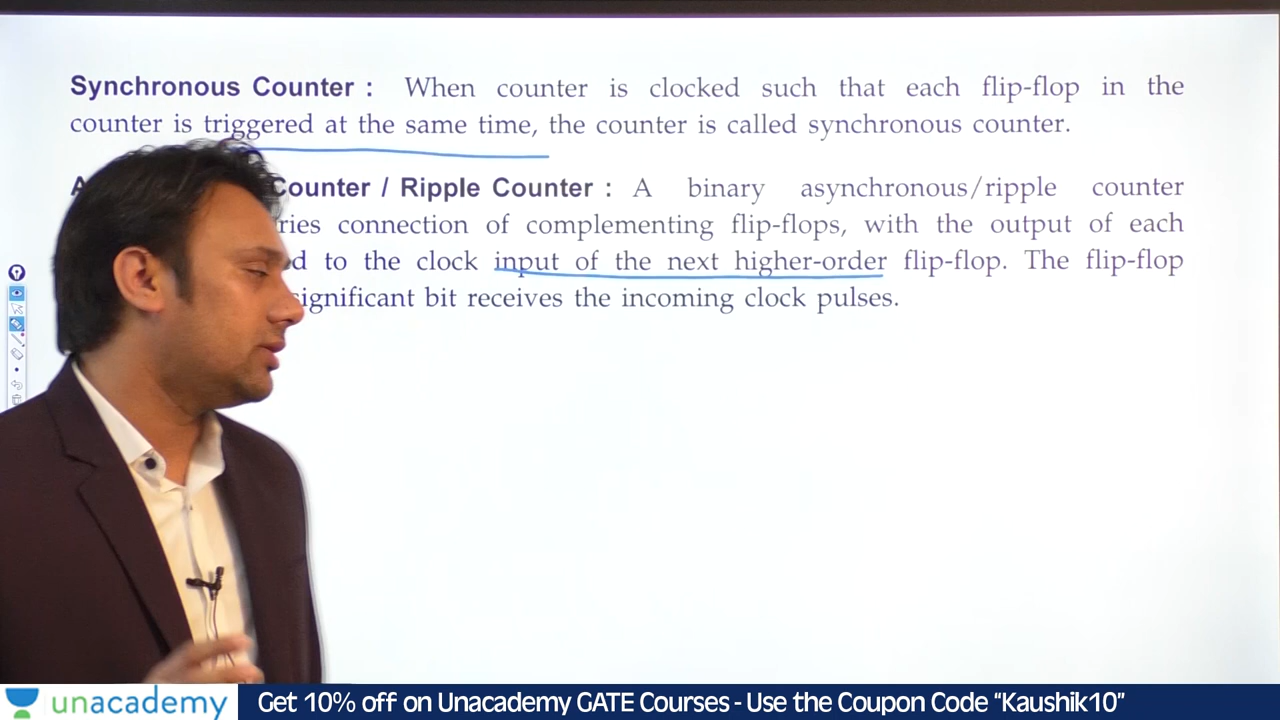 Synchronous Counter : When counter is clocked such that each flip-flop in the
counter is triggered at the same time, the counter is called synchronous counter.
Counter / Ripple Counter : A binary asynchronous/ripple counter
connection of complementing flip-flops, with the output of each
to the clock input of the next higher-order flip-flop. The flip-flop
significant bit receives the incoming clock pulses.
unacademy
Get 10% off on Unacademy GATE Courses - Use the Coupon Code “Kaushik10”